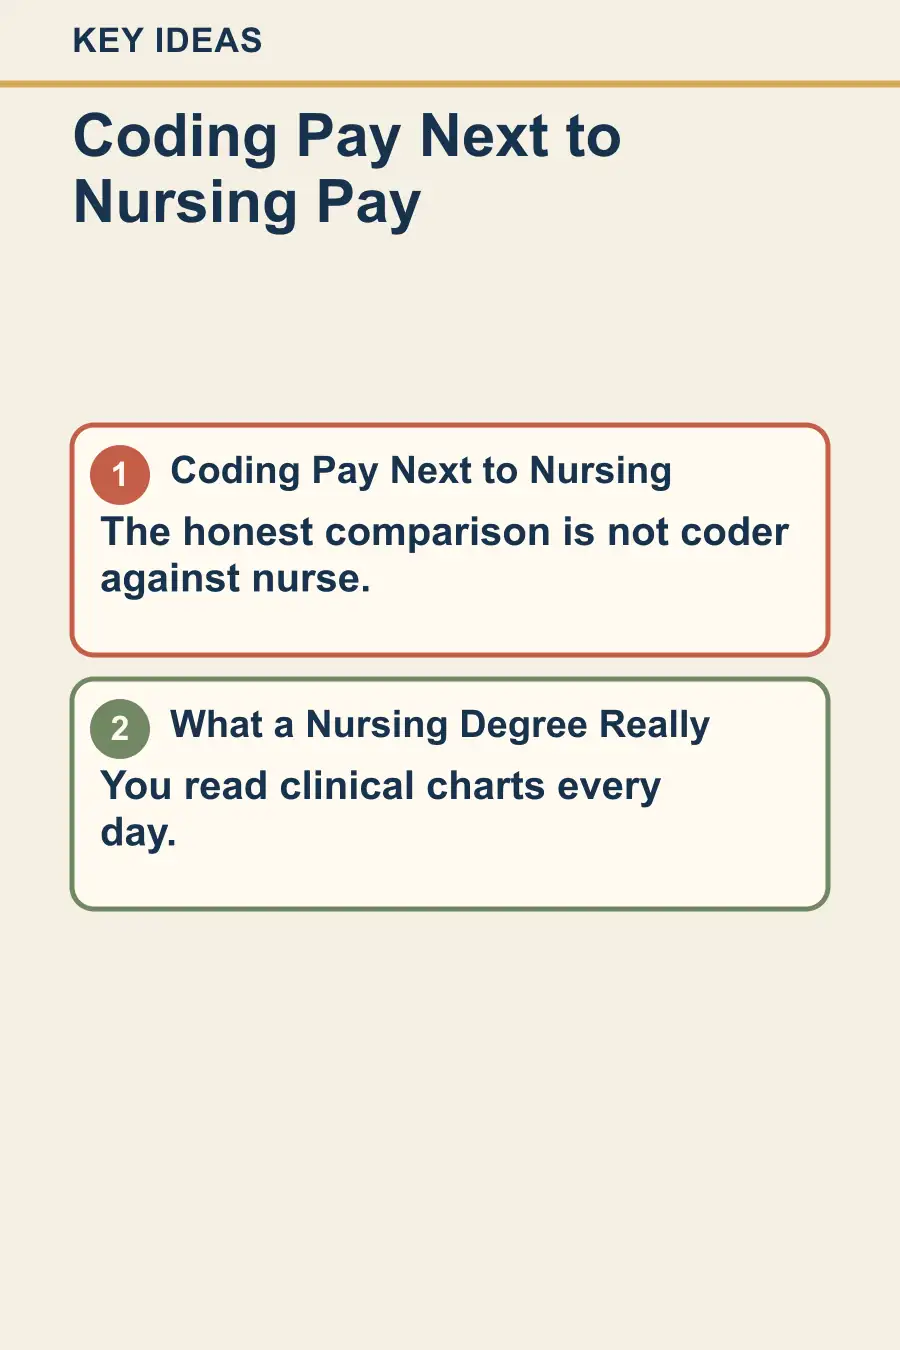 KEY IDEAS
Coding Pay Next to
Nursing Pay
1 Coding Pay Next to Nursing
The honest comparison is not coder
against nurse.
2 What a Nursing Degree Really
You read clinical charts every
day.